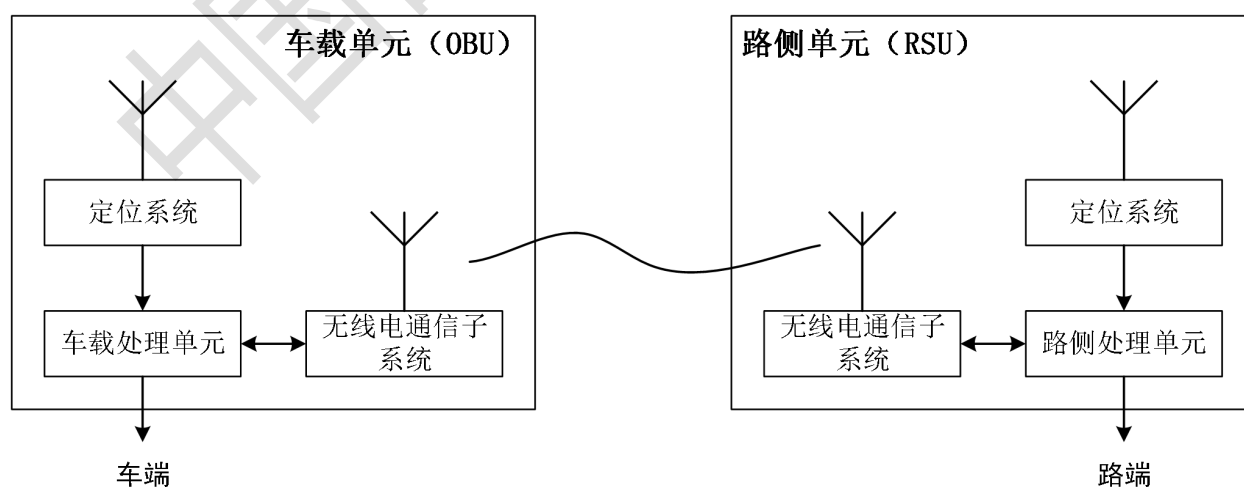 车载单元（OBU）
路侧单元（RSU）
定位系统
定位系统
车载处理单元
无线电通信子
系统
无线电通信子
系统
路侧处理单元
车端
路端
中国